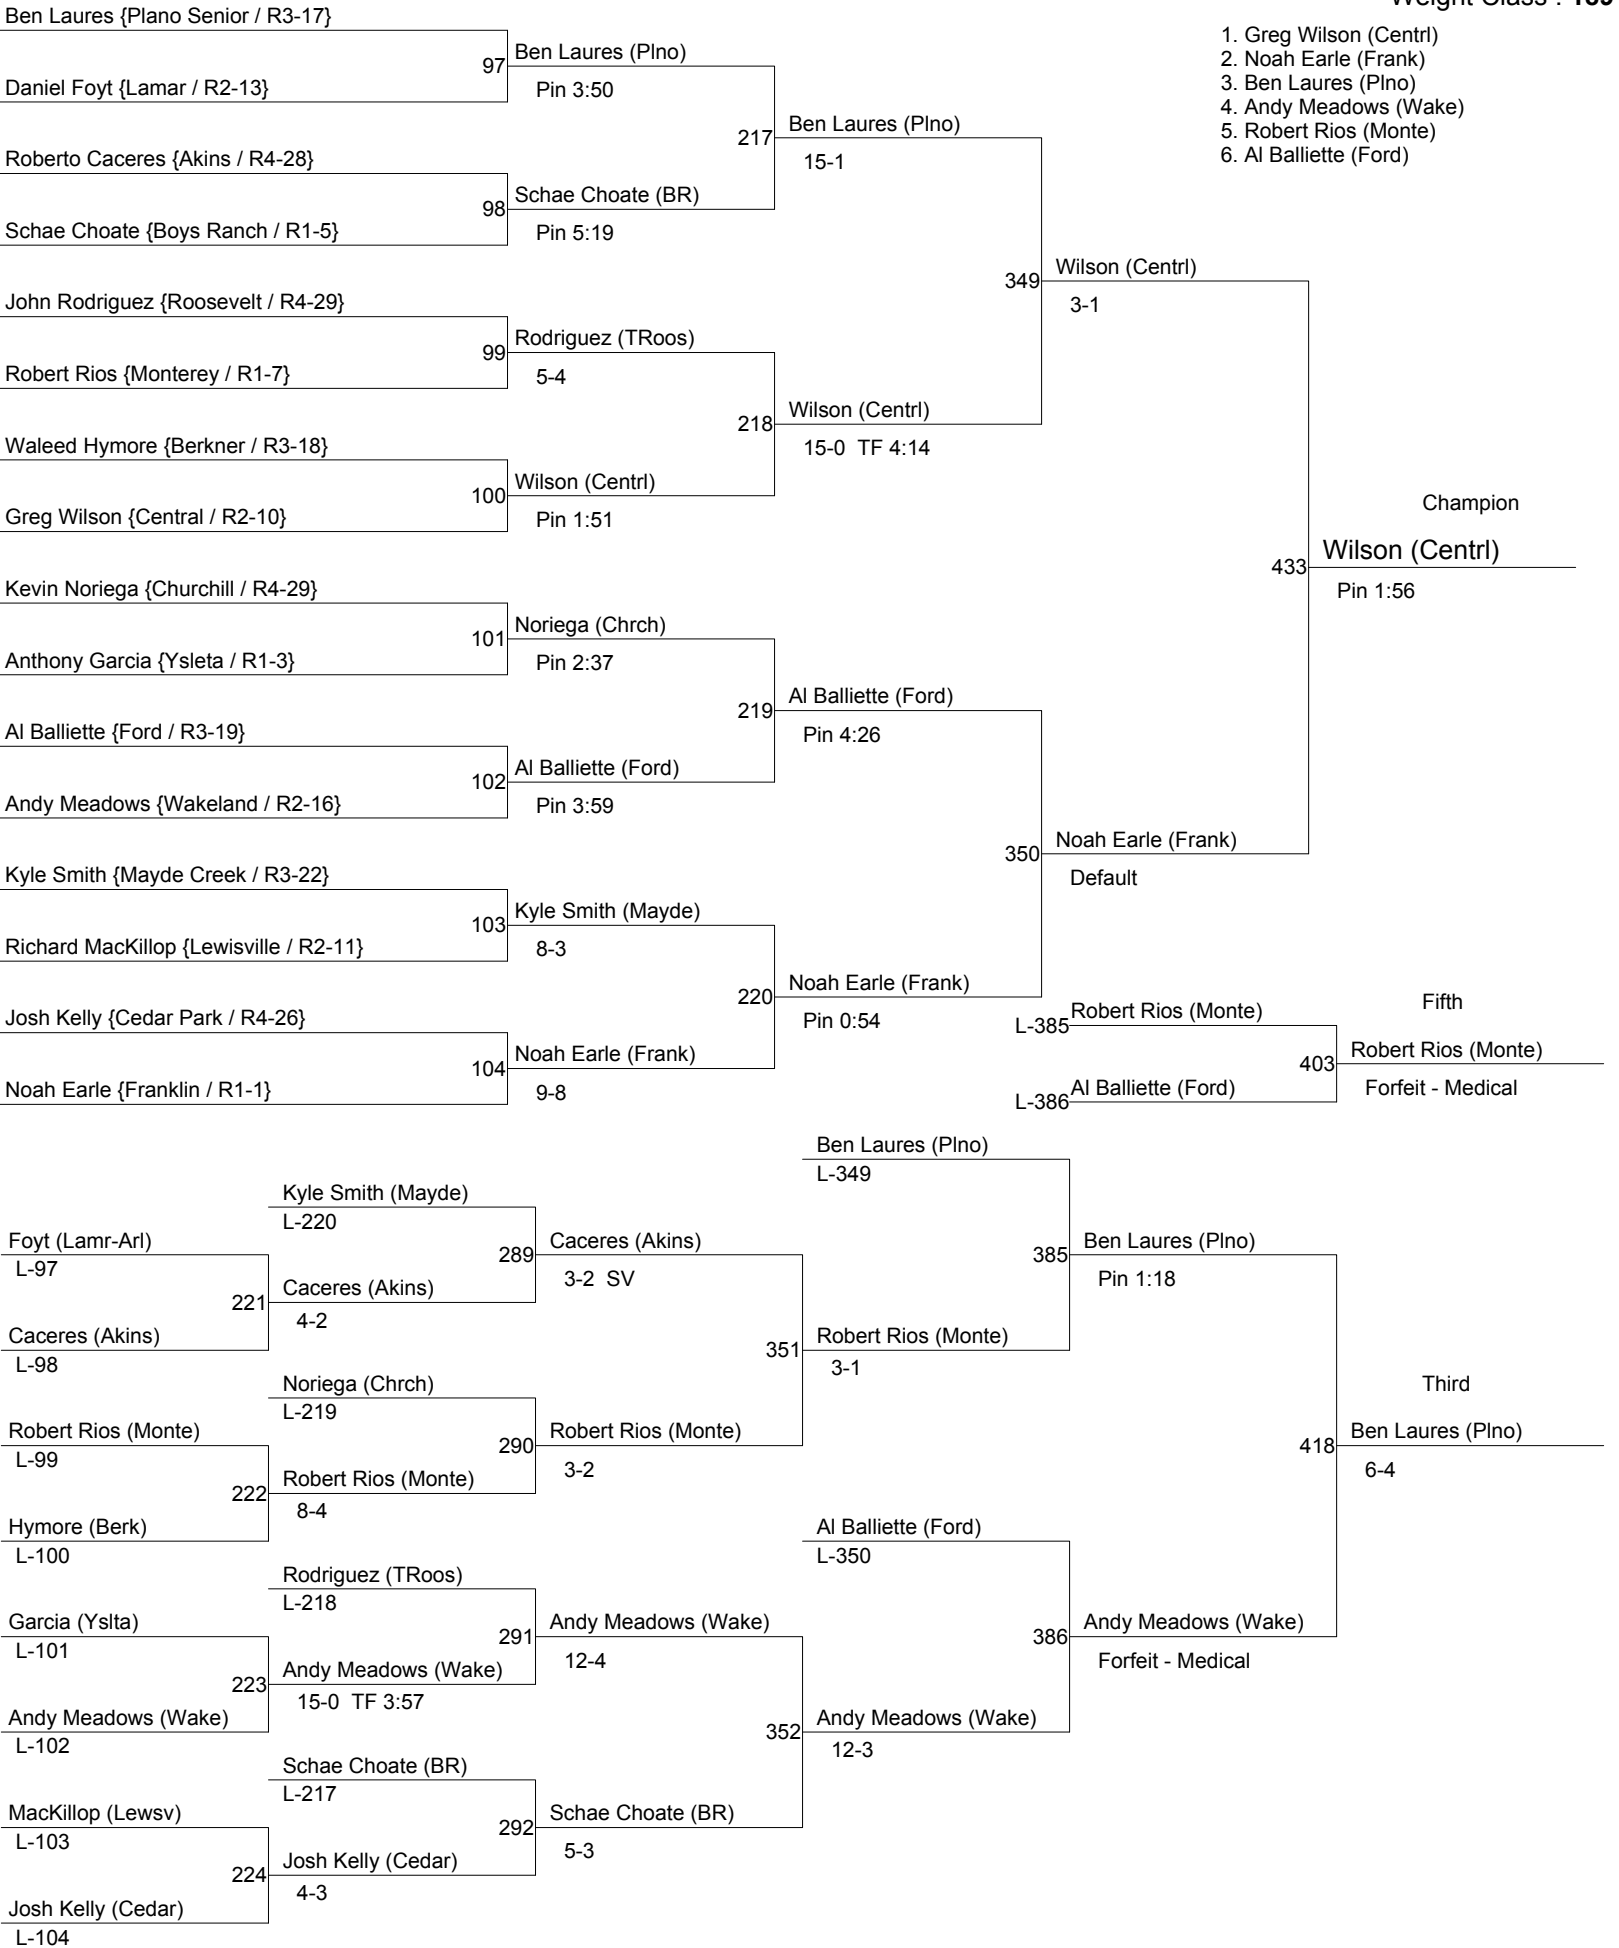 Weight Class :
1. Greg Wilson (Centrl)
2. Noah Earle (Frank)
3. Ben Laures (Plno)
4. Andy Meadows (Wake)
5. Robert Rios (Monte)
6. Al Balliette (Ford)
Ben Laures {Plano Senior / R3-17}
Daniel Foyt {Lamar / R2-13}
Roberto Caceres {Akins / R4-28}
Schae Choate {Boys Ranch / R1-5}
John Rodriguez {Roosevelt / R4-29}
Robert Rios {Monterey / R1-7}
Waleed Hymore {Berkner / R3-18}
Greg Wilson {Central / R2-10}
Kevin Noriega {Churchill / R4-29}
Anthony Garcia {Ysleta / R1-3}
Al Balliette {Ford / R3-19}
Andy Meadows {Wakeland / R2-16}
Kyle Smith {Mayde Creek / R3-22}
Richard MacKillop {Lewisville / R2-11}
Josh Kelly {Cedar Park / R4-26}
Noah Earle {Franklin / R1-1}
97
Ben Laures (Plno)
Pin 3:50
98
Schae Choate (BR)
Pin 5:19
99
Rodriguez (TRoos)
5-4
100
Wilson (Centrl)
Pin 1:51
101
Noriega (Chrch)
Pin 2:37
102
Al Balliette (Ford)
Pin 3:59
103
Kyle Smith (Mayde)
8-3
104
Noah Earle (Frank)
9-8
217
Ben Laures (Plno)
15-1
218
Wilson (Centrl)
15-0 TF 4:14
219
Al Balliette (Ford)
Pin 4:26
220
Noah Earle (Frank)
Pin 0:54
349
Wilson (Centrl)
3-1
350
Noah Earle (Frank)
Default
Champion
433
Wilson (Centrl)
Pin 1:56
Fifth
L-385
Robert Rios (Monte)
L-386
Al Balliette (Ford)
403
Robert Rios (Monte)
Forfeit - Medical
Foyt (Lamr-Arl)
L-97
Caceres (Akins)
L-98
Robert Rios (Monte)
L-99
Hymore (Berk)
L-100
Garcia (Yslta)
L-101
Andy Meadows (Wake)
L-102
MacKillop (Lewsv)
L-103
Josh Kelly (Cedar)
L-104
Kyle Smith (Mayde)
L-220
221
Caceres (Akins)
4-2
Noriega (Chrch)
L-219
222
Robert Rios (Monte)
8-4
Rodriguez (TRoos)
L-218
223
Andy Meadows (Wake)
15-0 TF 3:57
Schae Choate (BR)
L-217
224
Josh Kelly (Cedar)
4-3
289
Caceres (Akins)
3-2 SV
290
Robert Rios (Monte)
3-2
291
Andy Meadows (Wake)
12-4
292
Schae Choate (BR)
5-3
Ben Laures (Plno)
L-349
351
Robert Rios (Monte)
3-1
Al Balliette (Ford)
L-350
352
Andy Meadows (Wake)
12-3
385
Ben Laures (Plno)
Pin 1:18
386
Andy Meadows (Wake)
Forfeit - Medical
Third
418
Ben Laures (Plno)
6-4